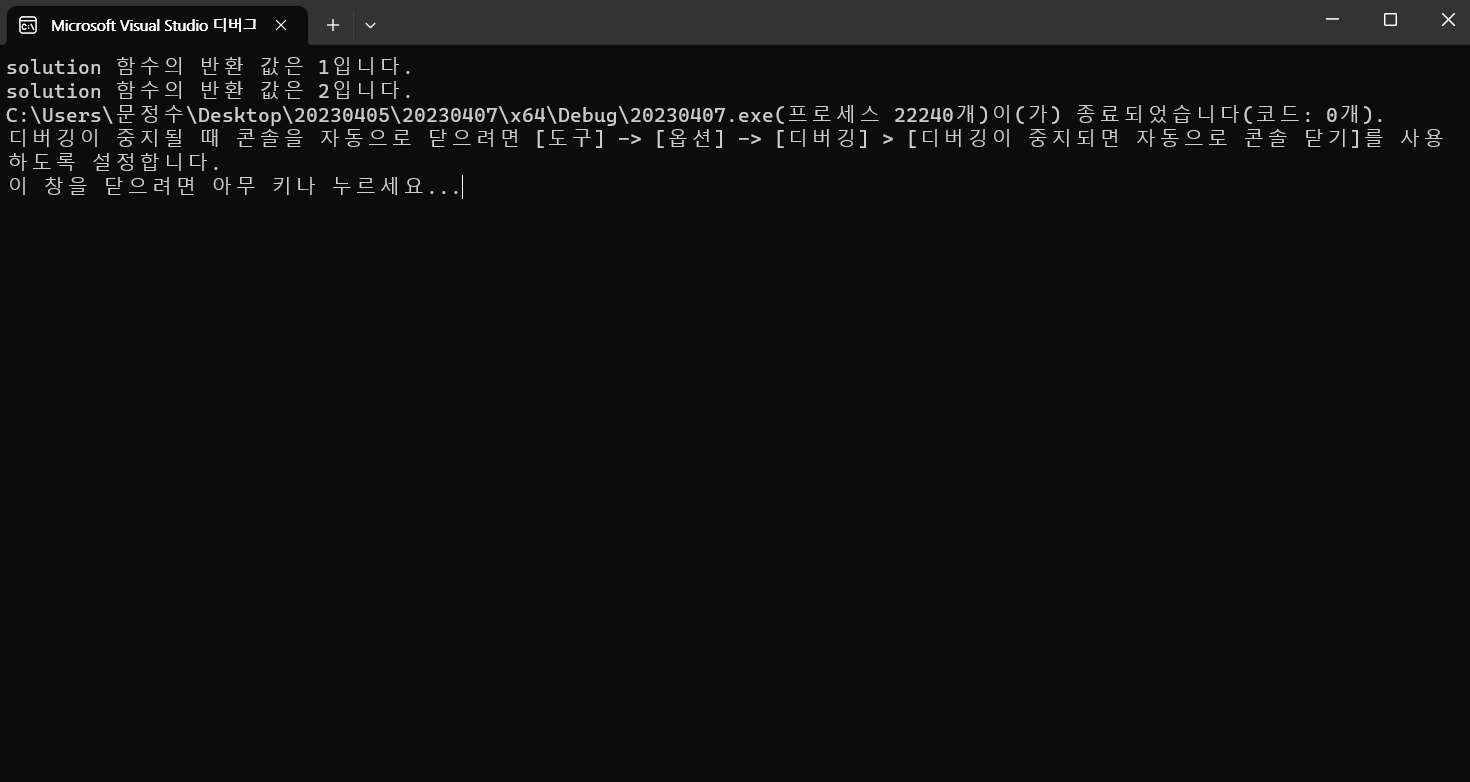 Microsoft Visual Studio 디버그
solution 함수의 반환 값은 1입니다.
solution 함수의 반환 값은 2입니다.
C:\Users\문정수\Desktop\20230405\20230407\x64\Debug\20230407.exe(프로세스 22240개)이(가) 종료되었습니다(코드: 0개).
디버깅이 중지될 때 콘솔을 자동으로 닫으려면 [도구] -> [옵션] -> [디버깅] > [디버깅이 중지되면 자동으로 콘솔 닫기]를 사용
하도록 설정합니다.
이 창을 닫으려면 아무 키나 누르세요...